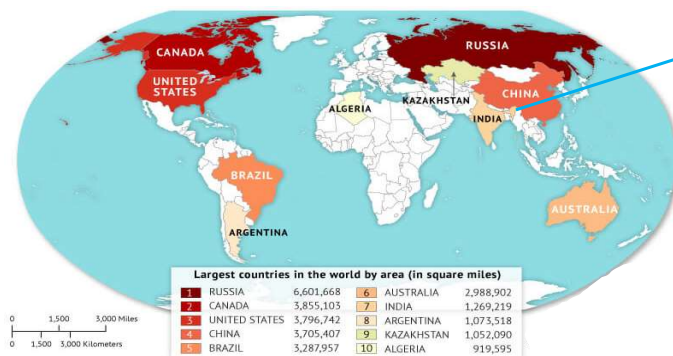 RUSSIA
CANADA
UNITED
STATES
CHINA
KAZAKHSTAN
ALGERIA
INDIA
BRAZIL
AUSTRALIA
ARGENTINA
Largest countries in the world by area (in square miles)
1 RUSSIA 6,601,668
2 CANADA 3,855,103
3 UNITED STATES 3,796,742
4 CHINA 3,705,407
5 BRAZIL 3,287,957
6 AUSTRALIA 2,988,902
7 INDIA 1,269,219
8 ARGENTINA 1,073,518
9 KAZAKHSTAN 1,052,090
10 ALGERIA 919,595
0 1,500 3,000 Miles
0 1,500 3,000 Kilometers